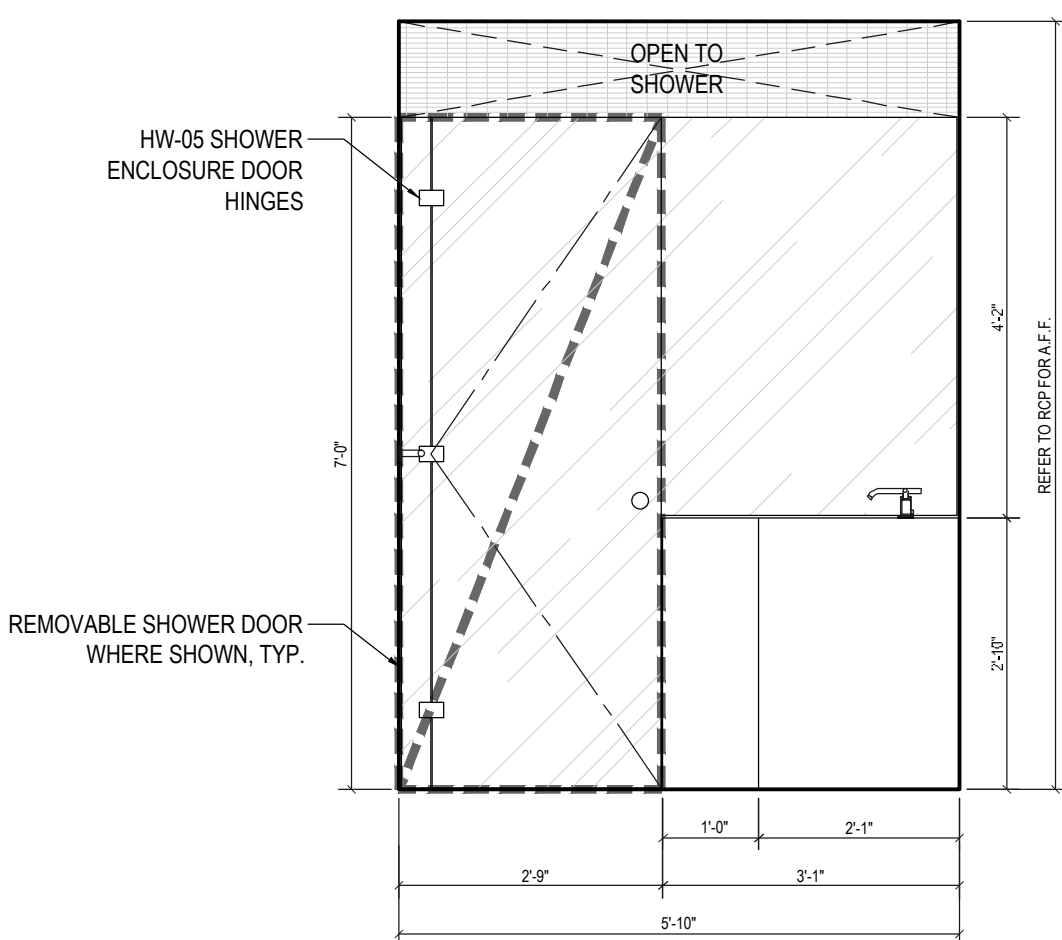 OPEN TO
SHOWER
HW-05 SHOWER
ENCLOSURE DOOR
HINGES
4'-2"
REFER TO RCP FOR A.F.F.
7'-0"
REMOVABLE SHOWER DOOR
WHERE SHOWN, TYP.
2'-10"
1'-0"
2'-1"
2'-9"
3'-1"
5'-10"